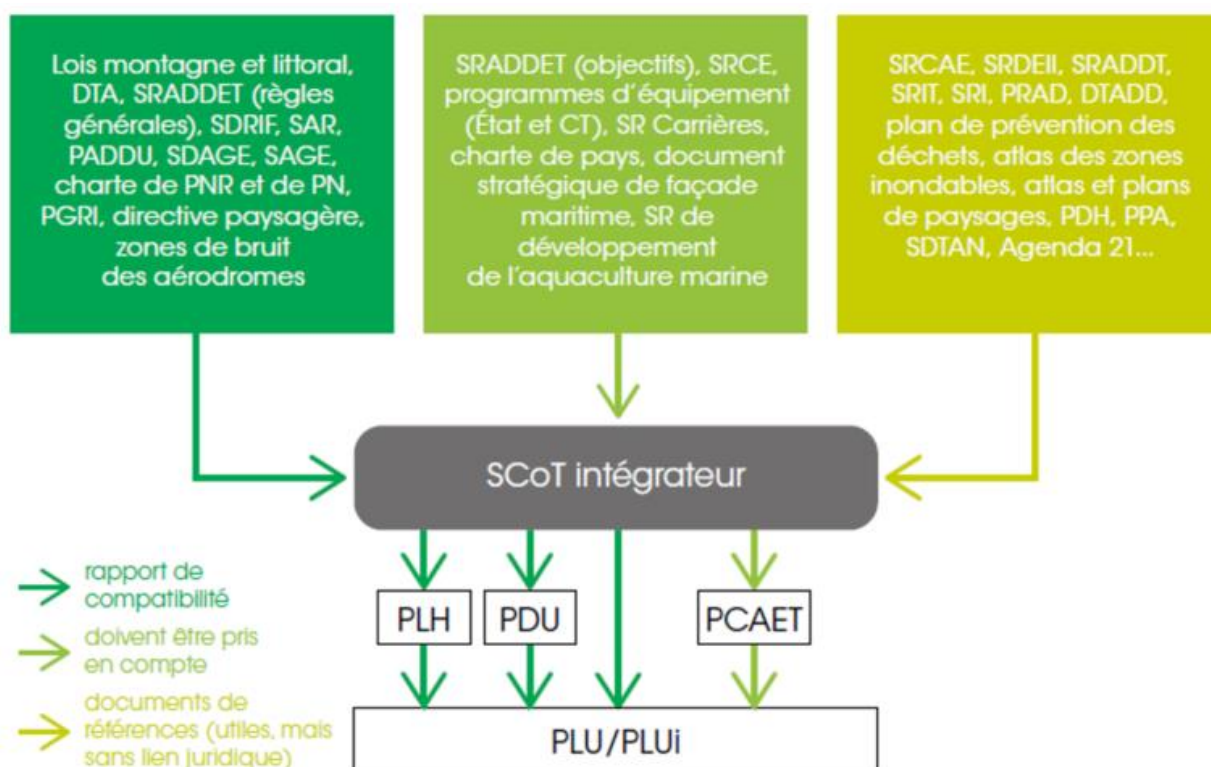 Lois montagne et littoral,
DTA, SRADDET (règles
générales), SDRIF, SAR,
PADDU, SDAGE, SAGE,
charte de PNR et de PN,
PGRI, directive paysagère,
zones de bruit
des aérodromes
SRADDET (objectifs), SRCE,
programmes d'équipement
(État et CT), SR Carrières,
charte de pays, document
stratégique de façade
maritime, SR de
développement
de l'aquaculture marine
SRCAE, SRDEII, SRADDT,
SRIT, SRI, PRAD, DTADD,
plan de prévention des
déchets, atlas des zones
inondables, atlas et plans
de paysages, PDH, PPA,
SDTAN, Agenda 21...
SCoT intégrateur
rapport de
compatibilité
doivent être pris
en compte
documents de
références (utiles, mais
sans lien juridique)
PLH
PDU
PCAET
PLU/PLUi